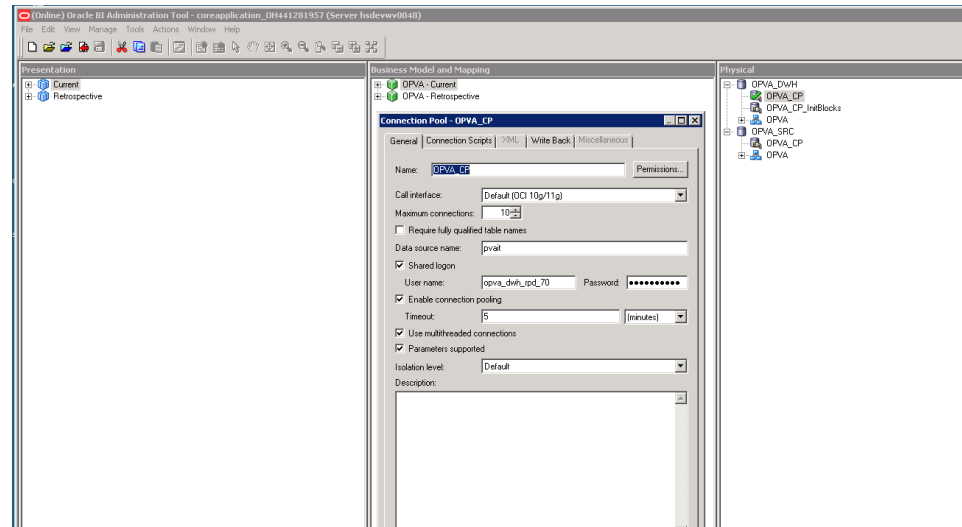 (Online) Oracle BI Administration Tool - coreapplication_OH441281957 (Server hsdevwv0048)
File Edit View Manage Tools Actions Window Help
Presentation
Current
Retrospective
Business Model and Mapping
OPVA - Current
OPVA - Retrospective
Physical
OPVA_DWH
OPVA_CP
OPVA_CP_InitBlocks
OPVA
OPVA_SRC
OPVA_CP
OPVA
Connection Pool - OPVA_CP
General Connection Scripts XML Write Back Miscellaneous
Name: OPVA_CP Permissions...
Call interface: Default (OCI 10g/11g)
Maximum connections: 10
Require fully qualified table names
Data source name: pvait
Shared logon
User name: opva_dwh_rpd_70 Password: ●●●●●●●●●●
Enable connection pooling
Timeout: 5 (minutes)
Use multithreaded connections
Parameters supported
Isolation level: Default
Description: